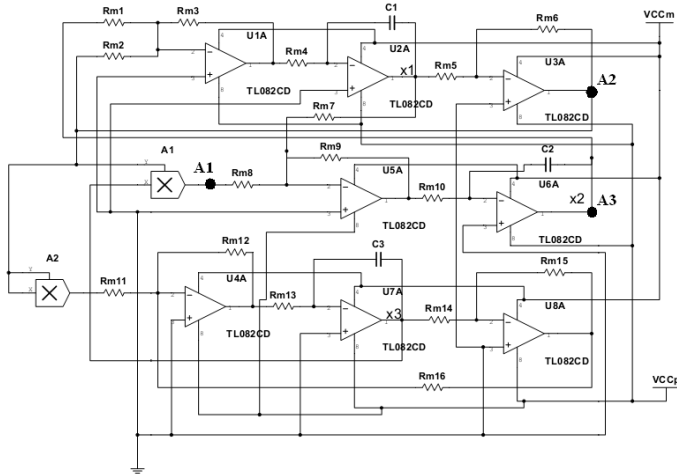 Rm1
Rm3
C1
Rm6
VCCm
Rm2
U1A
Rm4
U2A
x1
Rm5
U3A
A2
TL082CD
TL082CD
TL082CD
Rm7
A1
A1
Rm8
Rm9
U5A
Rm10
C2
U6A
x2
A3
TL082CD
TL082CD
A2
Rm11
Rm12
U4A
Rm13
C3
U7A
x3
Rm14
Rm15
U8A
TL082CD
TL082CD
TL082CD
Rm16
VCCp